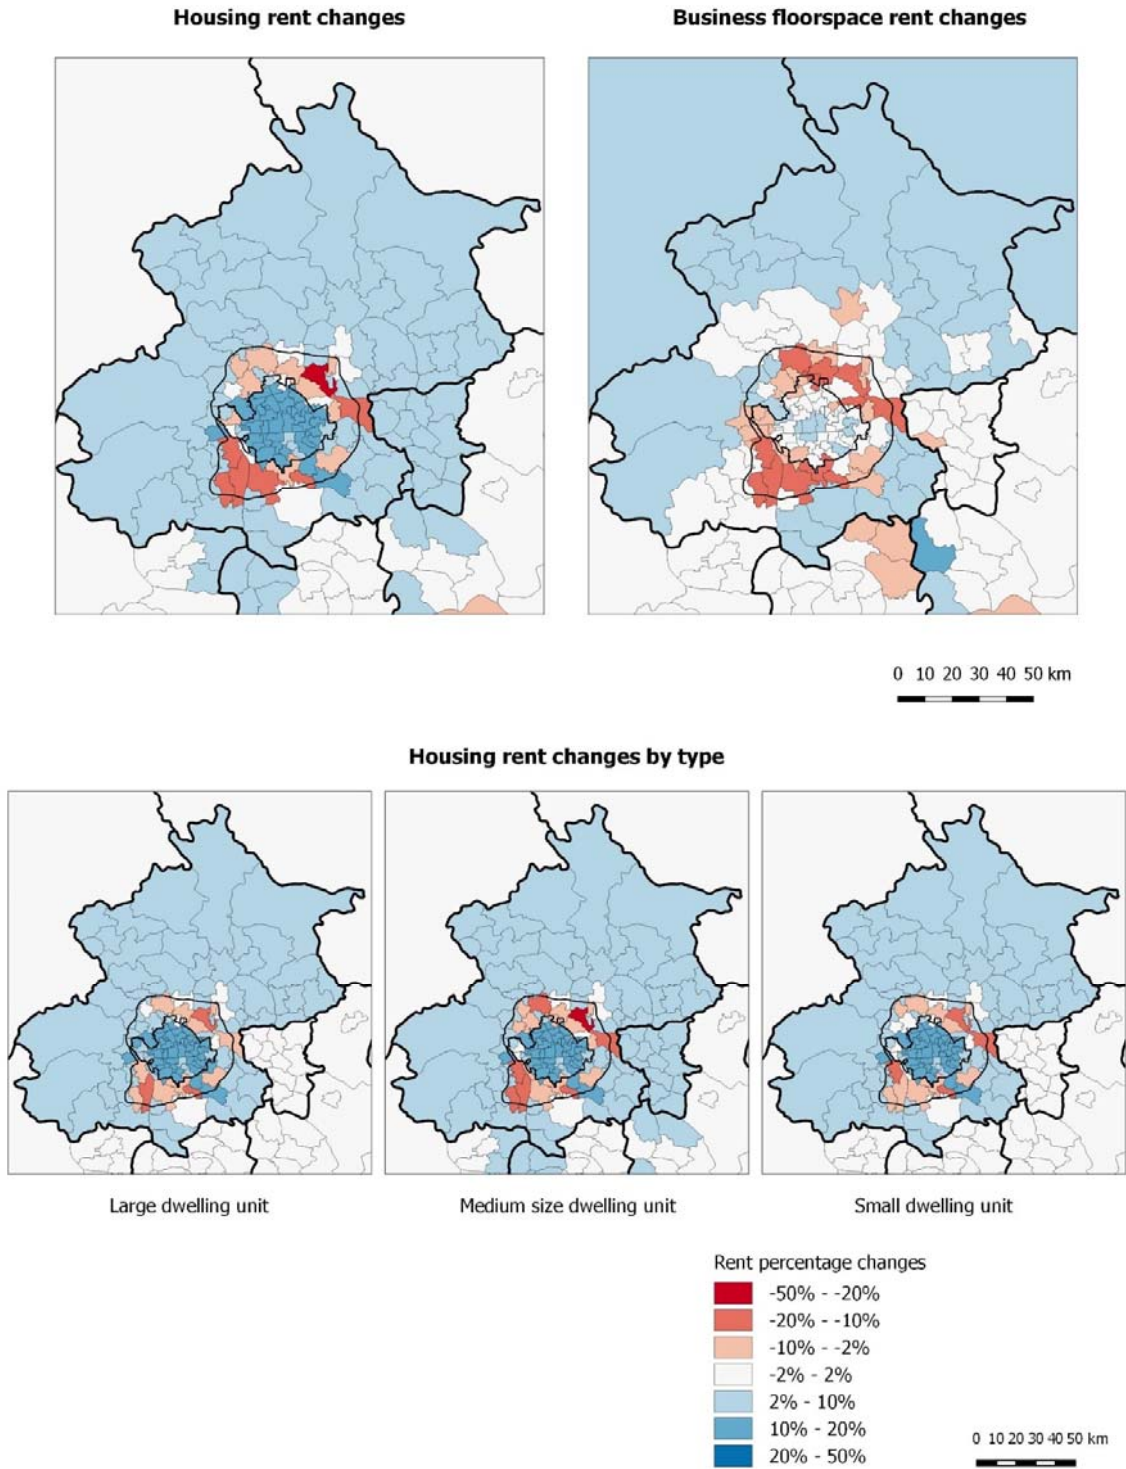 Housing rent changes
Business floorspace rent changes
0 10 20 30 40 50 km
Housing rent changes by type
Large dwelling unit
Medium size dwelling unit
Small dwelling unit
Rent percentage changes
-50% - -20%
-20% - -10%
-10% - -2%
-2% - 2%
2% - 10%
10% - 20%
20% - 50%
0 10 20 30 40 50 km